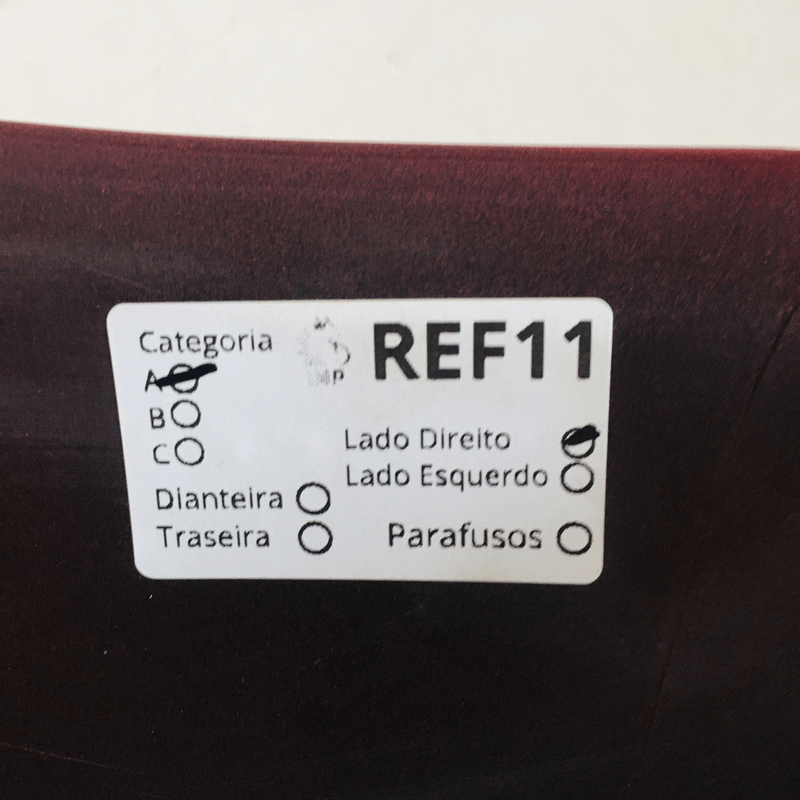 Categoria
REF11
A
B
C
Lado Direito
Lado Esquerdo
Dianteira
Traseira
Parafusos